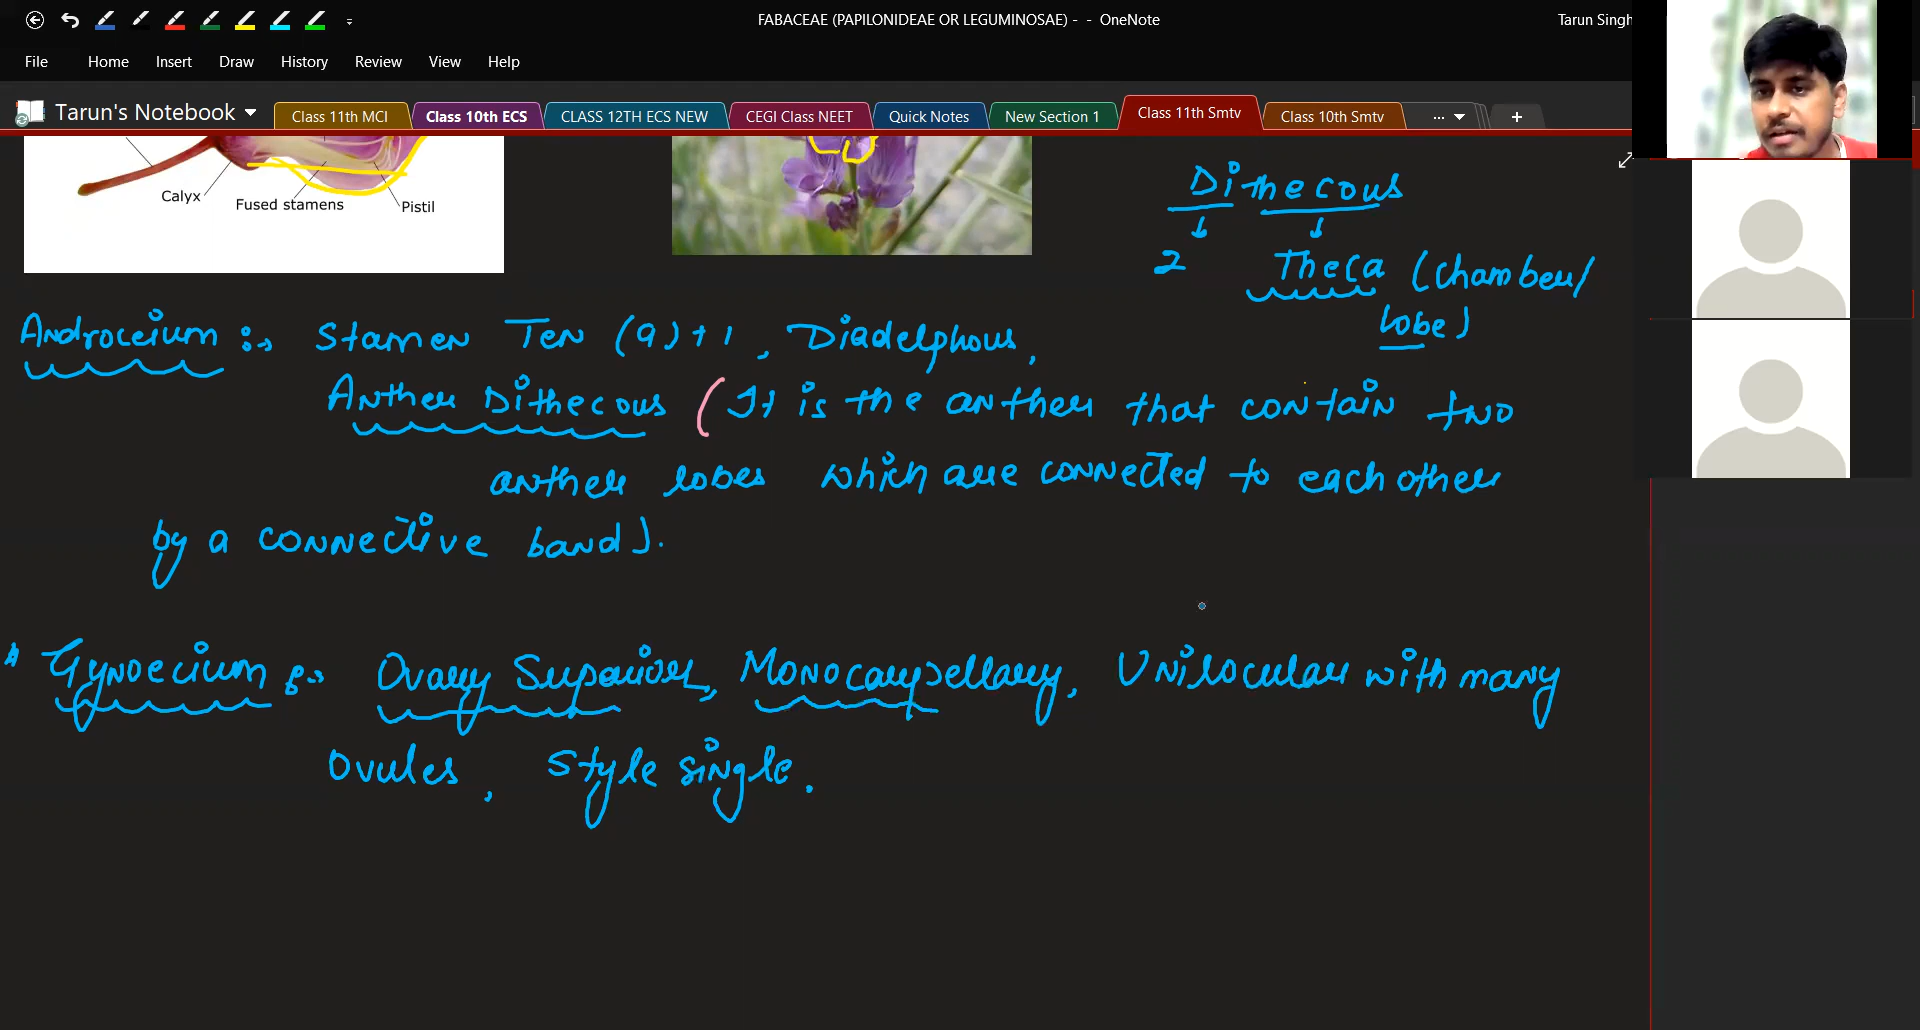 FABACEAE (PAPILONIDEAE OR LEGUMINOSAE) - - OneNote
Tarun Singh
File Home Insert Draw History Review View Help
Tarun's Notebook
Class 11th MCI Class 10th ECS CLASS 12TH ECS NEW CEGI Class NEET Quick Notes New Section 1 Class 11th Smtv Class 10th Smtv ... +
Calyx
Fused stamens
Pistil
Dithecous
2 Theca (chamber/
lobe)
Androceium :- Stamen Ten (9)+1, Diadelphous,
Anther Dithecous (It is the anther that contain two
anther lobes which are connected to each other
by a connective band).
Gynoecium :- Ovary Superior, Monocarpellary, Unilocular with many
Ovules, Style single.